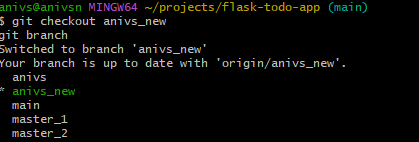 anivs@anivsn MINGW64 ~/projects/flask-todo-app (main)
$ git checkout anivs_new
git branch
Switched to branch 'anivs_new'
Your branch is up to date with 'origin/anivs_new'.
  anivs
* anivs_new
  main
  master_1
  master_2